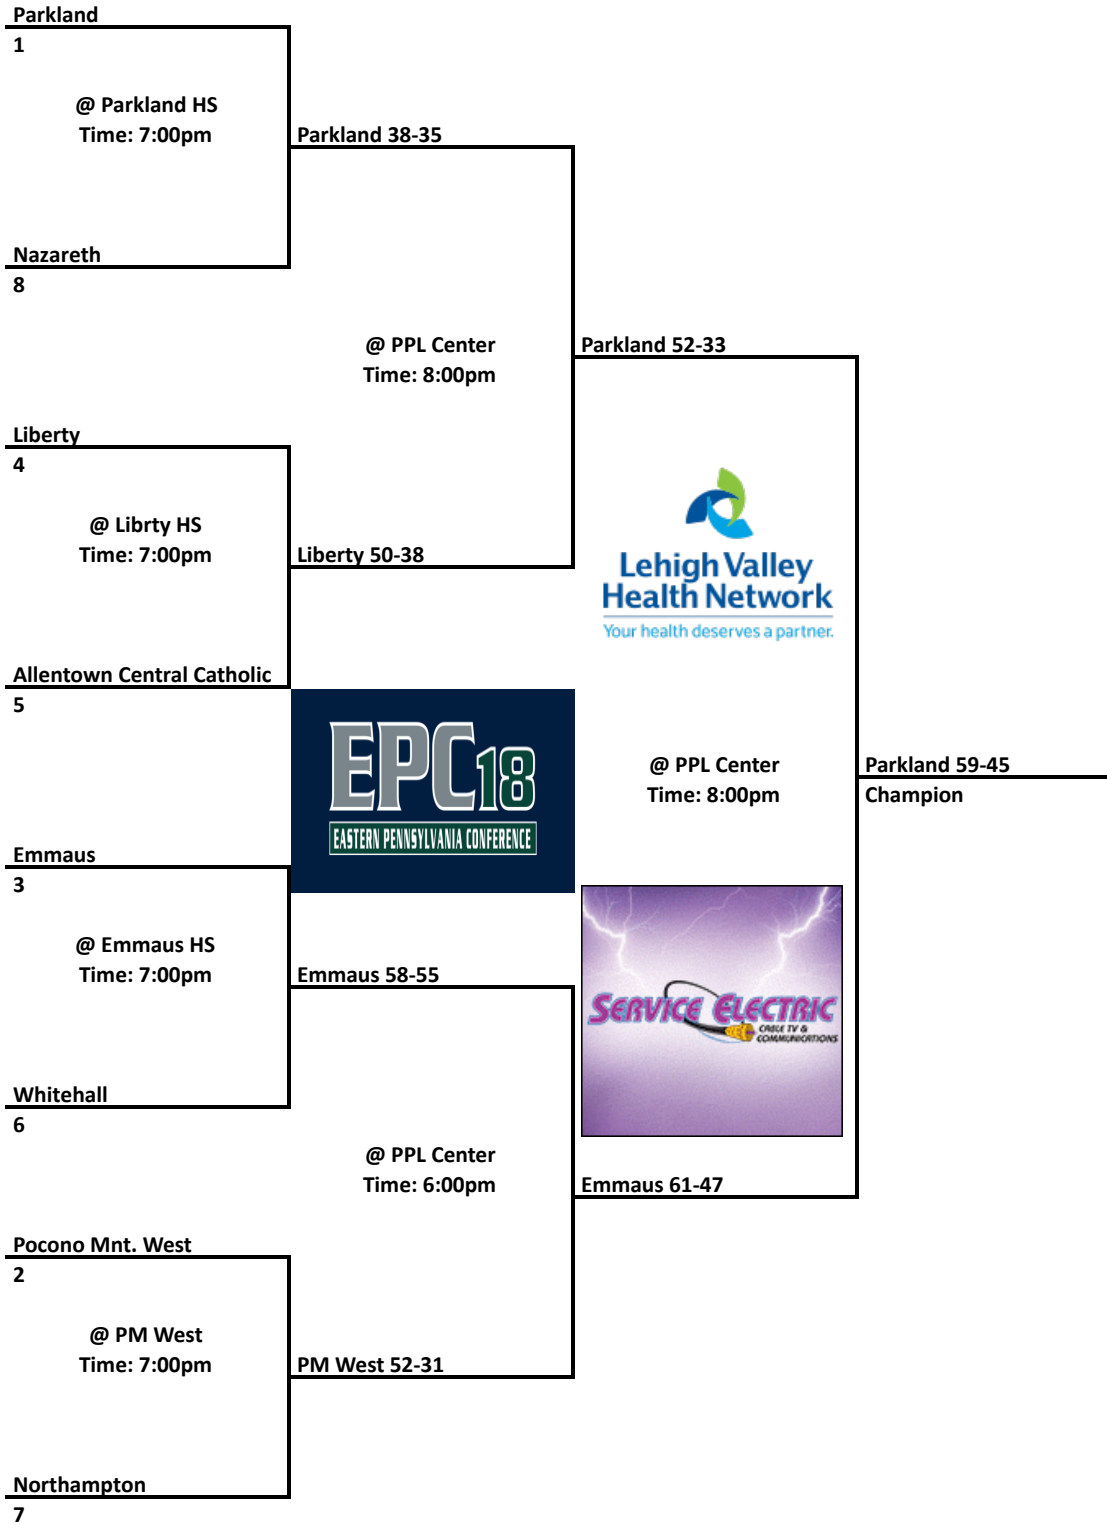 Parkland
1
@ Parkland HS
Time: 7:00pm
Parkland 38-35
Nazareth
8
@ PPL Center
Time: 8:00pm
Parkland 52-33
Liberty
4
@ Librty HS
Time: 7:00pm
Liberty 50-38
Lehigh Valley
Health Network
Your health deserves a partner.
Allentown Central Catholic
5
EPC18
EASTERN PENNSYLVANIA CONFERENCE
@ PPL Center
Time: 8:00pm
Parkland 59-45
Champion
Emmaus
3
@ Emmaus HS
Time: 7:00pm
Emmaus 58-55
SERVICE ELECTRIC
CABLE TV &
COMMUNICATIONS
Whitehall
6
@ PPL Center
Time: 6:00pm
Emmaus 61-47
Pocono Mnt. West
2
@ PM West
Time: 7:00pm
PM West 52-31
Northampton
7